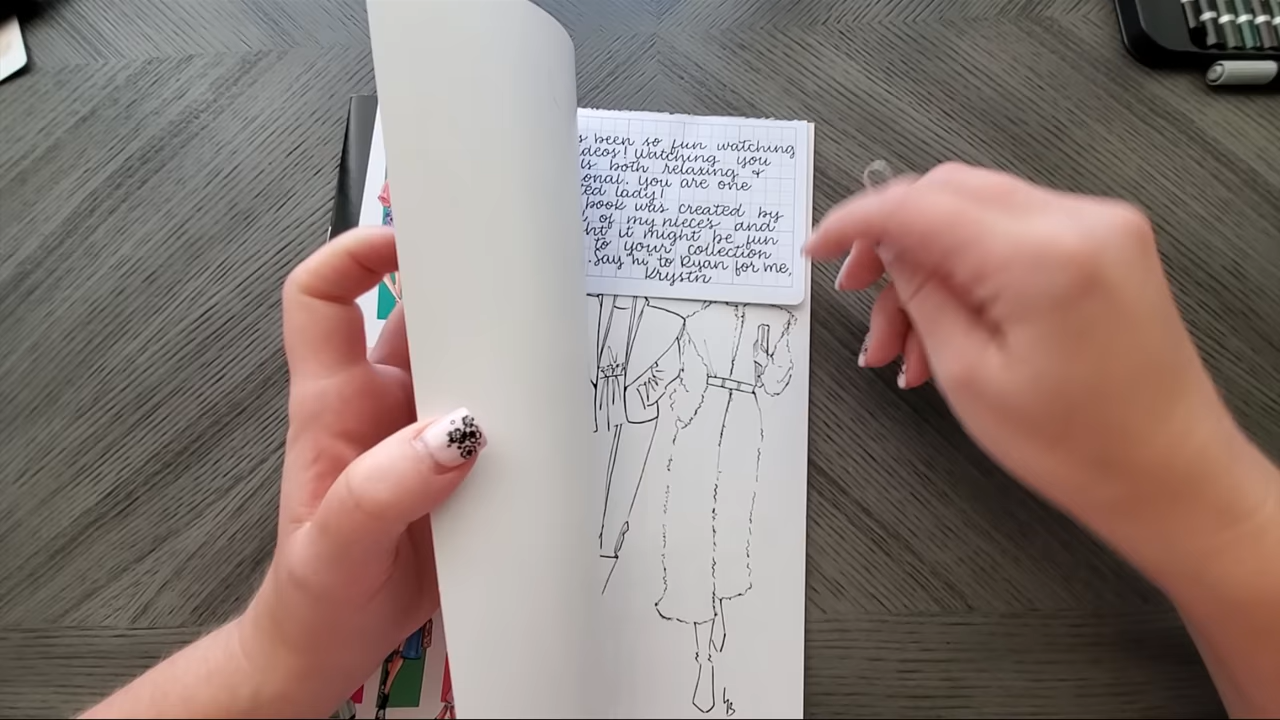 s been so fun watching
deos! Watching you
is both relaxing &
onal. You are one
ted lady!
book was created by
of my nieces and
ht it might be fun
to your collection
. Say hi to Ryan for me,
Krystn
LB